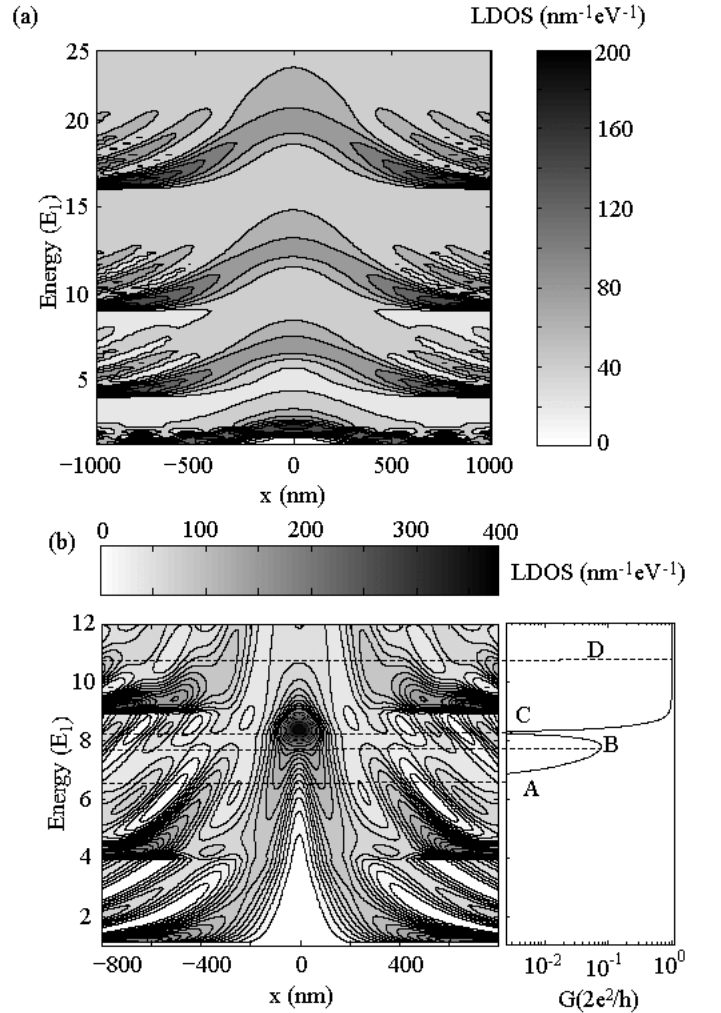 (a)
LDOS (nm⁻¹eV⁻¹)
25
20
15
10
5
Energy (E₁)
−1000
−500
0
500
1000
x (nm)
200
160
120
80
40
0
(b)
0
100
200
300
400
LDOS (nm⁻¹eV⁻¹)
12
10
8
6
4
2
Energy (E₁)
−800
−400
0
400
x (nm)
D
C
B
A
10⁻²
10⁻¹
10⁰
G(2e²/h)